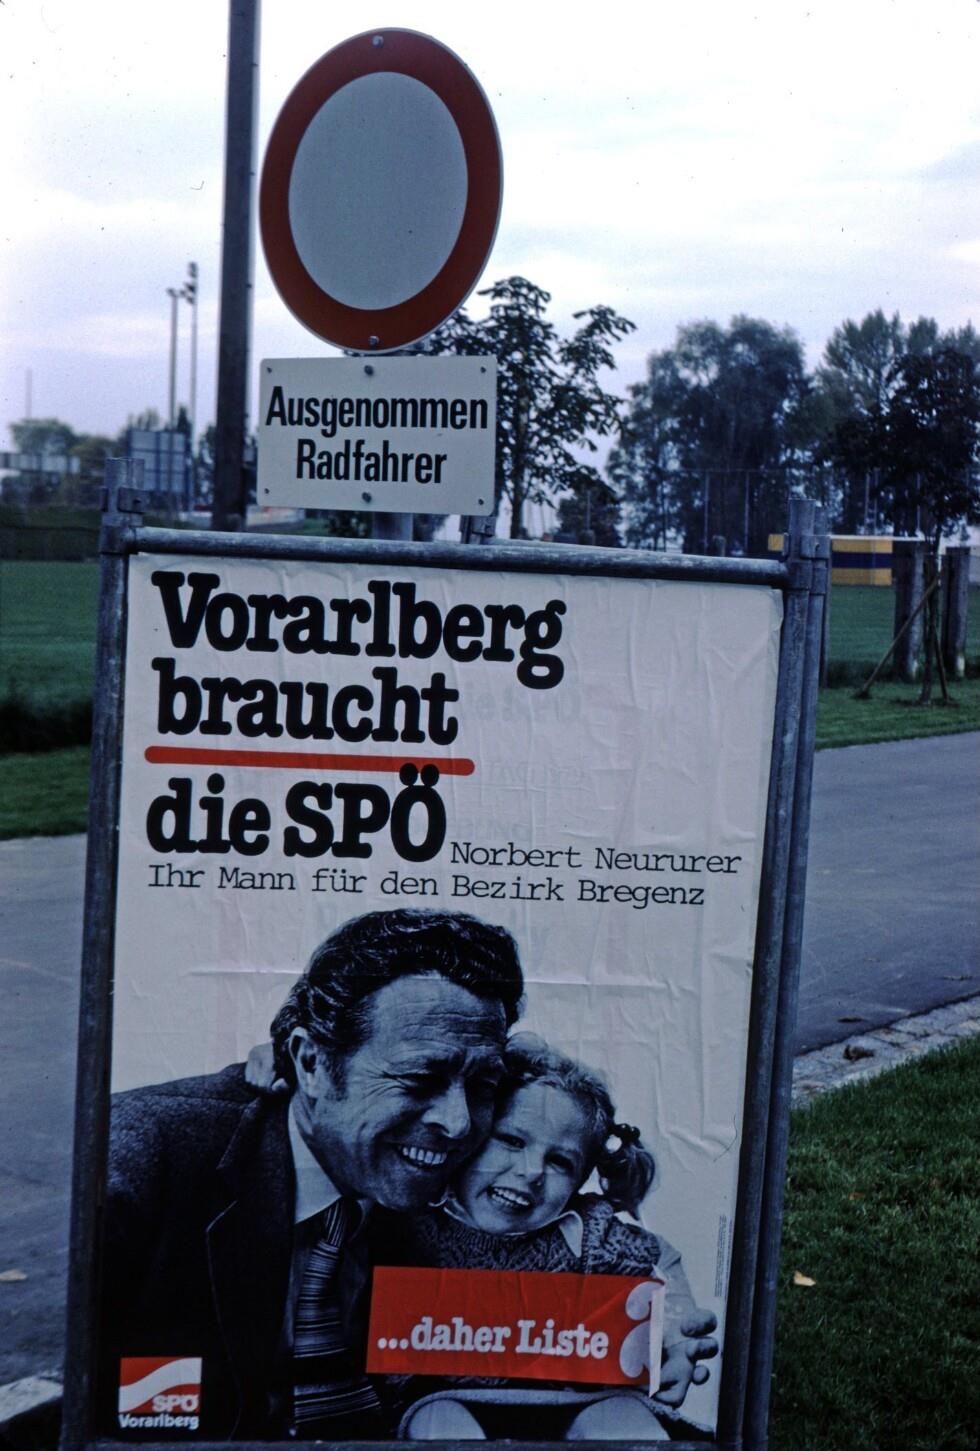 Ausgenommen
Radfahrer
Vorarlberg
braucht
die SPÖ
Norbert Neururer
Ihr Mann für den Bezirk Bregenz
...daher Liste
SPÖ
Vorarlberg